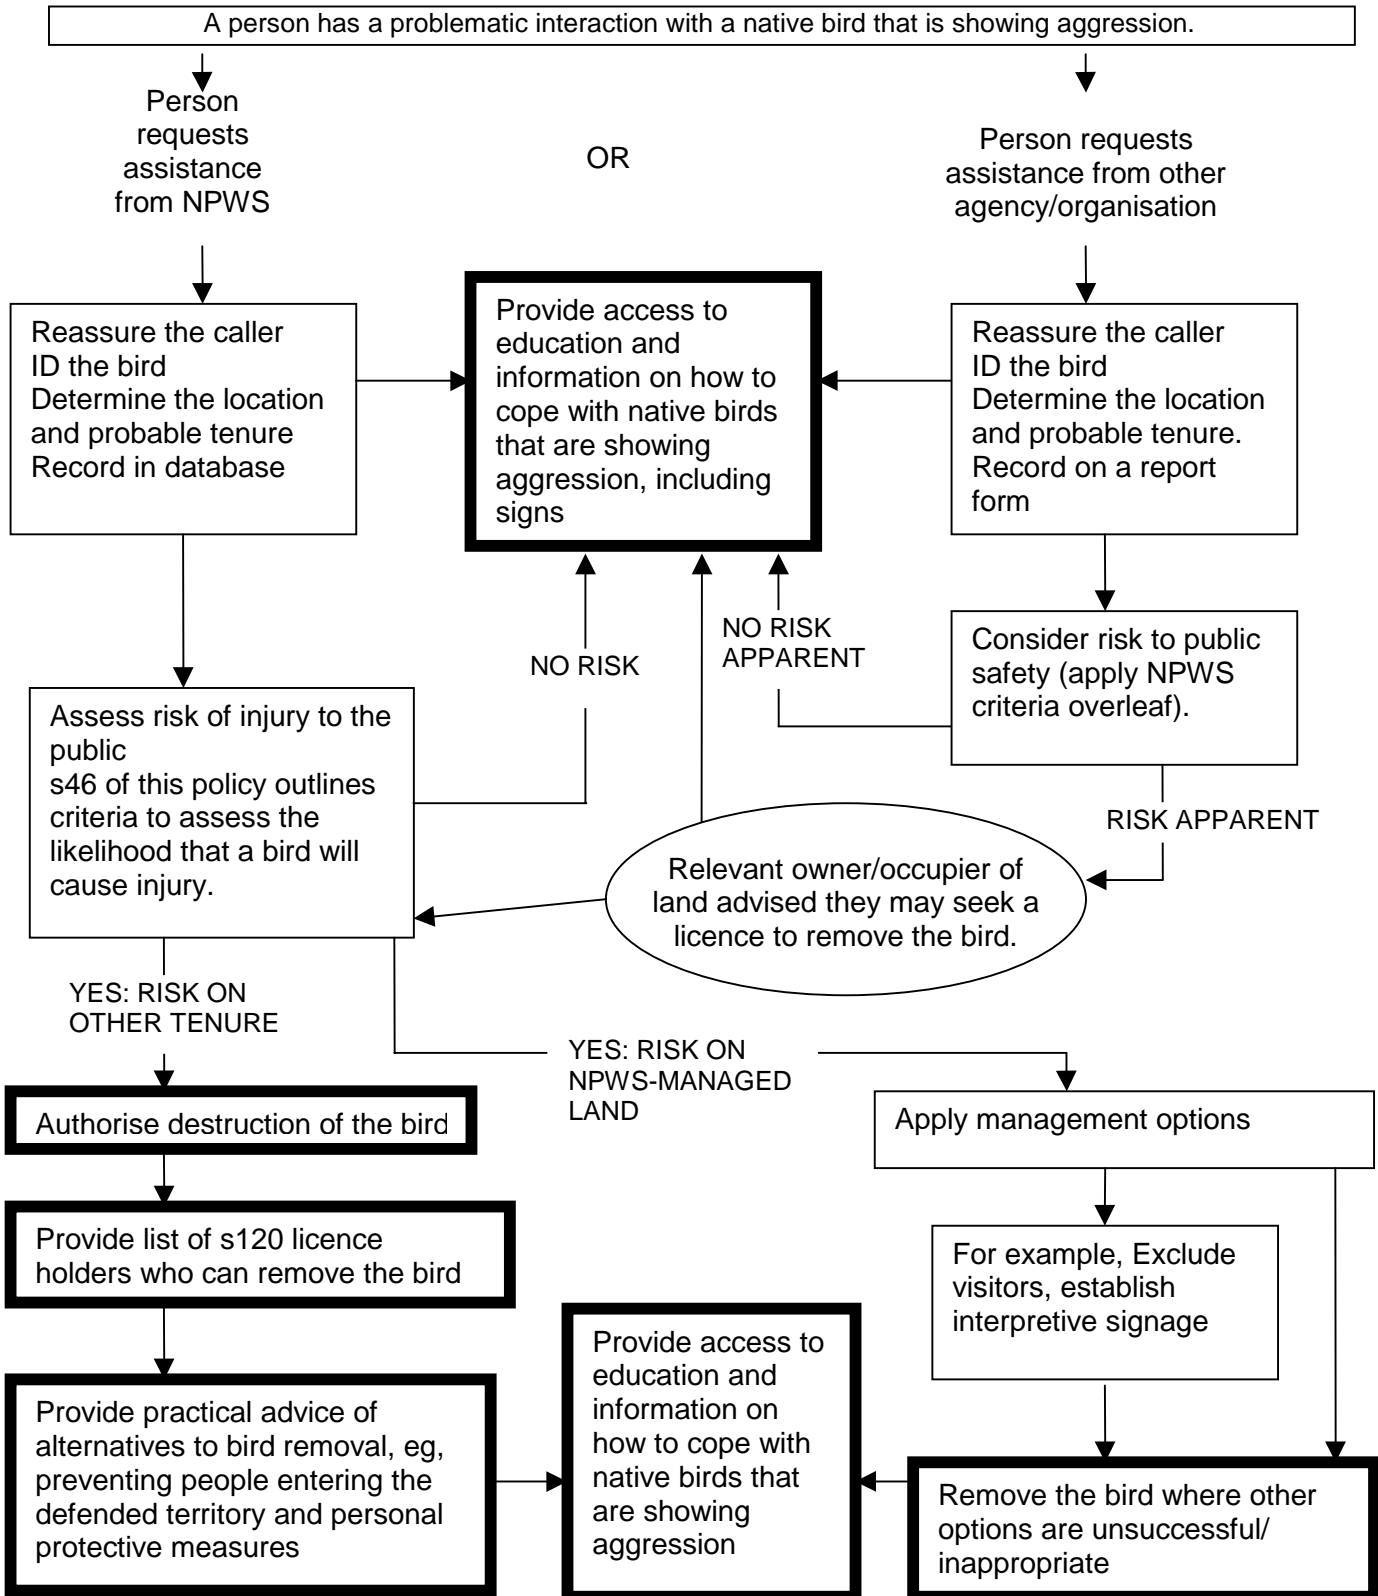 A person has a problematic interaction with a native bird that is showing aggression.
Person
requests
assistance
from NPWS
OR
Person requests
assistance from other
agency/organisation
Reassure the caller
ID the bird
Determine the location
and probable tenure
Record in database
Provide access to
education and
information on how to
cope with native birds
that are showing
aggression, including
signs
Reassure the caller
ID the bird
Determine the location
and probable tenure.
Record on a report
form
NO RISK
NO RISK
APPARENT
Consider risk to public
safety (apply NPWS
criteria overleaf).
Assess risk of injury to the
public
s46 of this policy outlines
criteria to assess the
likelihood that a bird will
cause injury.
RISK APPARENT
Relevant owner/occupier of
land advised they may seek a
licence to remove the bird.
YES: RISK ON
OTHER TENURE
YES: RISK ON
NPWS-MANAGED
LAND
Authorise destruction of the bird
Apply management options
Provide list of s120 licence
holders who can remove the bird
For example, Exclude
visitors, establish
interpretive signage
Provide practical advice of
alternatives to bird removal, eg,
preventing people entering the
defended territory and personal
protective measures
Provide access to
education and
information on
how to cope with
native birds that
are showing
aggression
Remove the bird where other
options are unsuccessful/
inappropriate